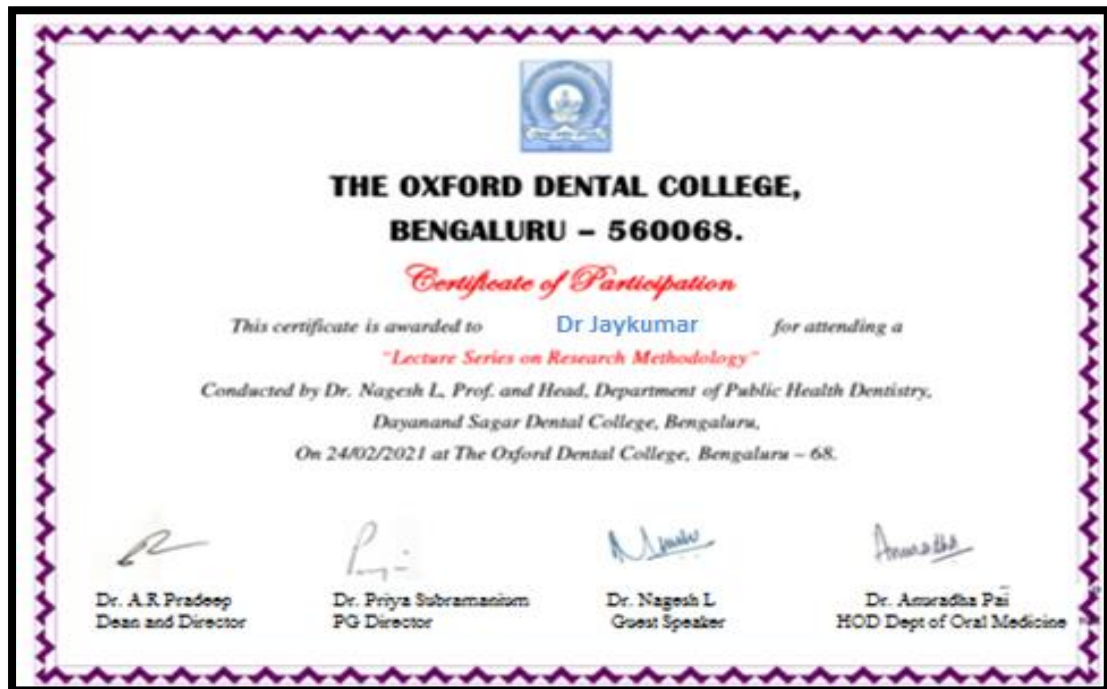 THE OXFORD DENTAL COLLEGE,
BENGALURU – 560068.
Certificate of Participation
This certificate is awarded to Dr Jaykumar for attending a
"Lecture Series on Research Methodology"
Conducted by Dr. Nagesh L, Prof. and Head, Department of Public Health Dentistry,
Dayanand Sagar Dental College, Bengaluru,
On 24/02/2021 at The Oxford Dental College, Bengaluru – 68.
Anuradha
Dr. A.R Pradeep
Dean and Director
Dr. Priya Subramanium
PG Director
Dr. Nagesh L
Guest Speaker
Dr. Anuradha Pai
HOD Dept of Oral Medicine